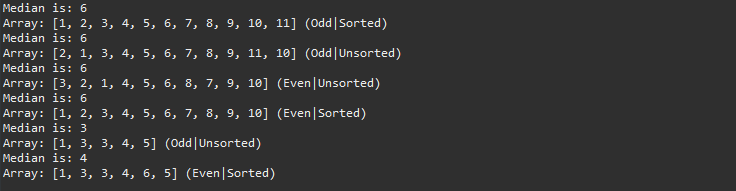 Median is: 6
Array: [1, 2, 3, 4, 5, 6, 7, 8, 9, 10, 11] (Odd|Sorted)
Median is: 6
Array: [2, 1, 3, 4, 5, 6, 7, 8, 9, 11, 10] (Odd|Unsorted)
Median is: 6
Array: [3, 2, 1, 4, 5, 6, 8, 7, 9, 10] (Even|Unsorted)
Median is: 6
Array: [1, 2, 3, 4, 5, 6, 7, 8, 9, 10] (Even|Sorted)
Median is: 3
Array: [1, 3, 3, 4, 5] (Odd|Unsorted)
Median is: 4
Array: [1, 3, 3, 4, 6, 5] (Even|Sorted)